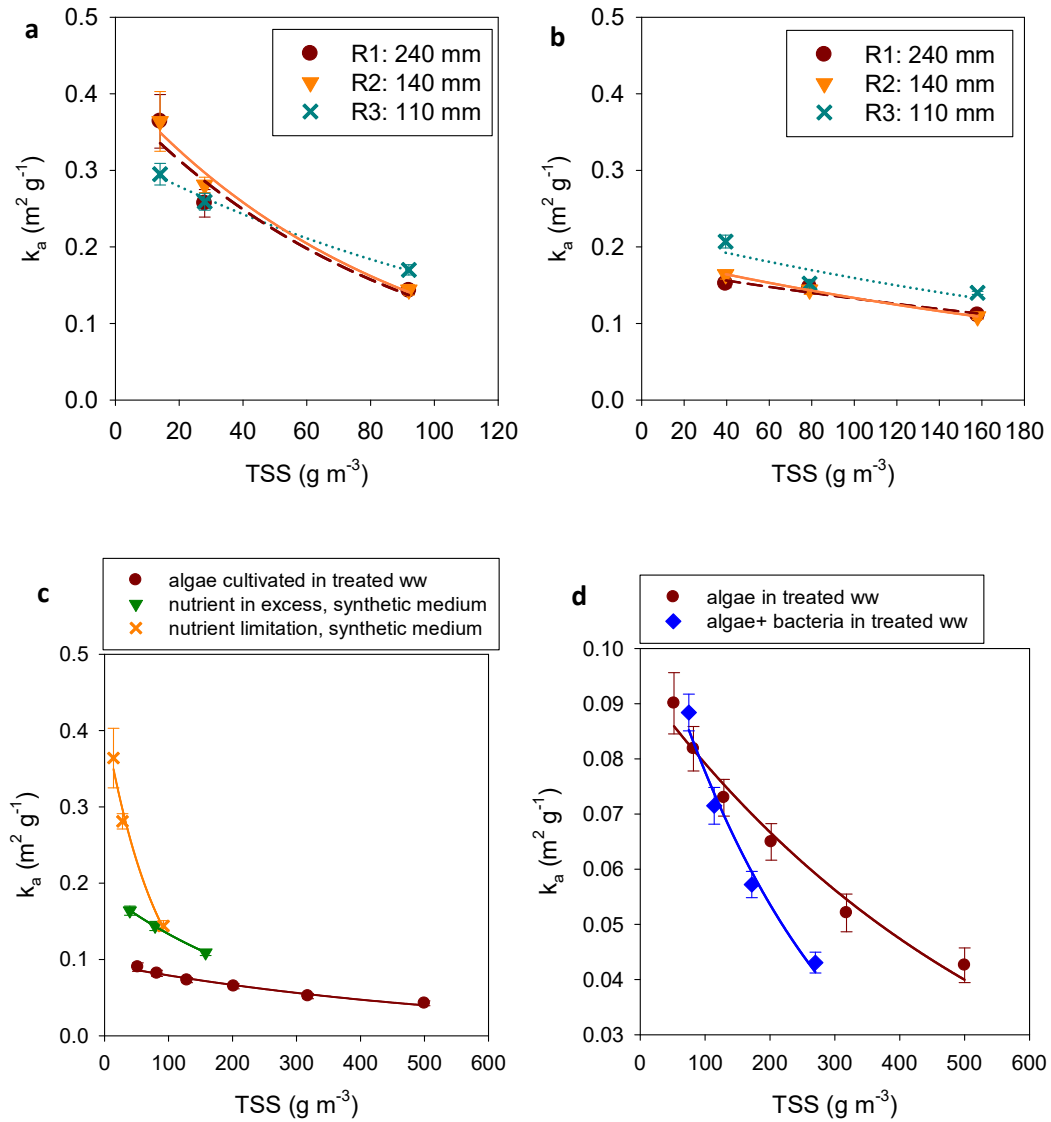 a
R1: 240 mm
R2: 140 mm
R3: 110 mm
0.5
0.4
0.3
0.2
0.1
0.0
kₐ (m² g⁻¹)
0 20 40 60 80 100 120
TSS (g m⁻³)
b
R1: 240 mm
R2: 140 mm
R3: 110 mm
0.5
0.4
0.3
0.2
0.1
0.0
kₐ (m² g⁻¹)
0 20 40 60 80 100 120 140 160 180
TSS (g m⁻³)
c
algae cultivated in treated ww
nutrient in excess, synthetic medium
nutrient limitation, synthetic medium
0.5
0.4
0.3
0.2
0.1
0.0
kₐ (m² g⁻¹)
0 100 200 300 400 500 600
TSS (g m⁻³)
d
algae in treated ww
algae+ bacteria in treated ww
0.10
0.09
0.08
0.07
0.06
0.05
0.04
0.03
kₐ (m² g⁻¹)
0 100 200 300 400 500 600
TSS (g m⁻³)